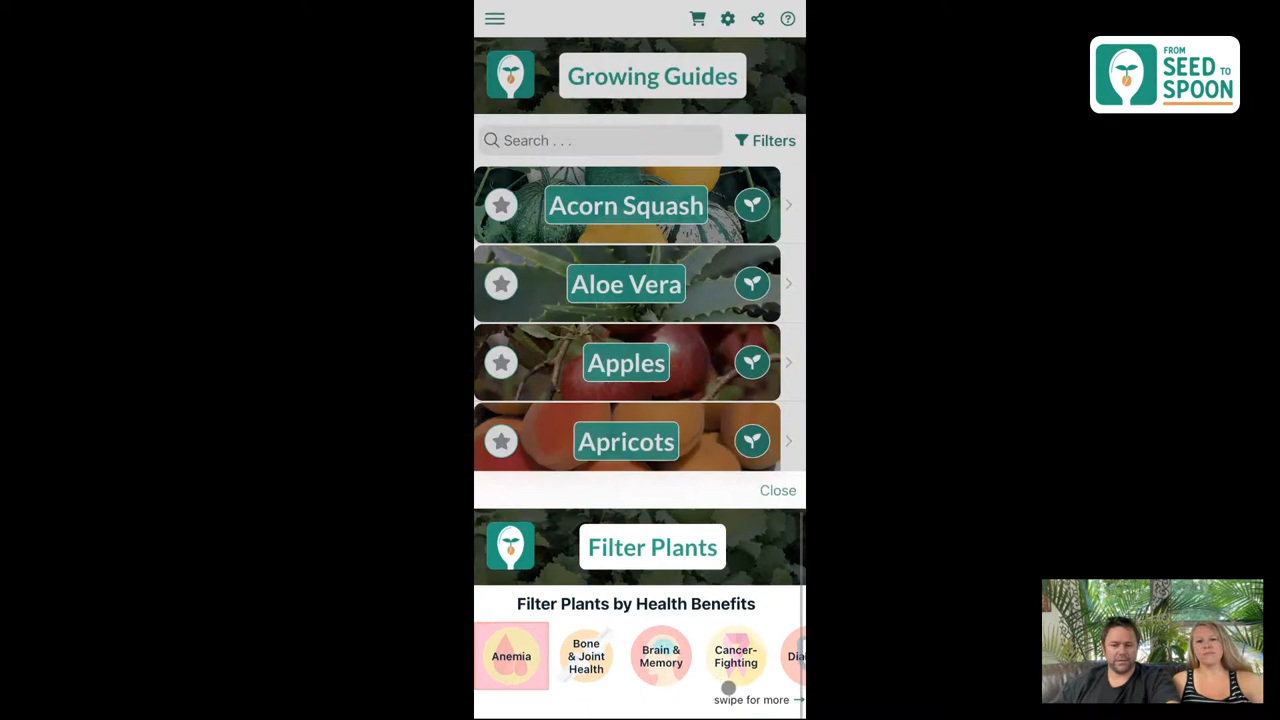 Growing Guides
Search . . .
Filters
Acorn Squash
Aloe Vera
Apples
Apricots
Close
Filter Plants
Filter Plants by Health Benefits
Anemia
Bone
& Joint
Health
Brain &
Memory
Cancer-
Fighting
swipe for more →
FROM
SEED TO
SPOON